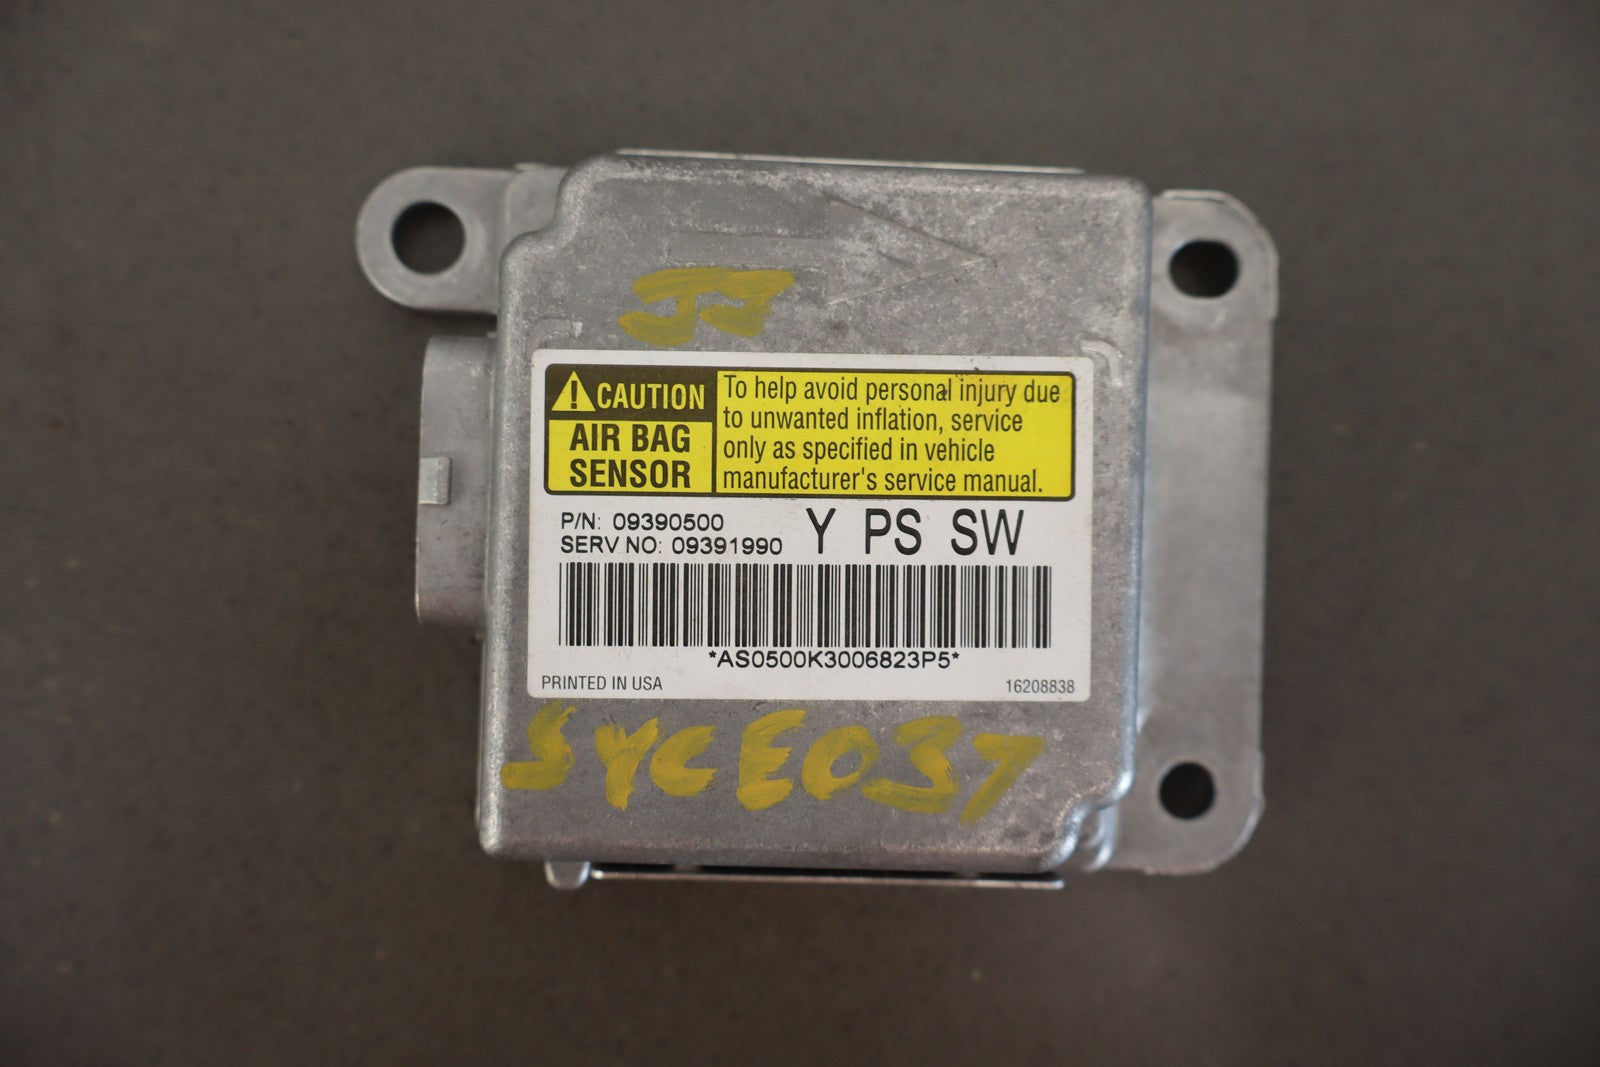 JJ
CAUTION
AIR BAG
SENSOR
To help avoid personal injury due
to unwanted inflation, service
only as specified in vehicle
manufacturer's service manual.
P/N: 09390500
SERV NO: 09391990
Y PS SW
*AS0500K3006823P5*
PRINTED IN USA
16208838
SYCE037